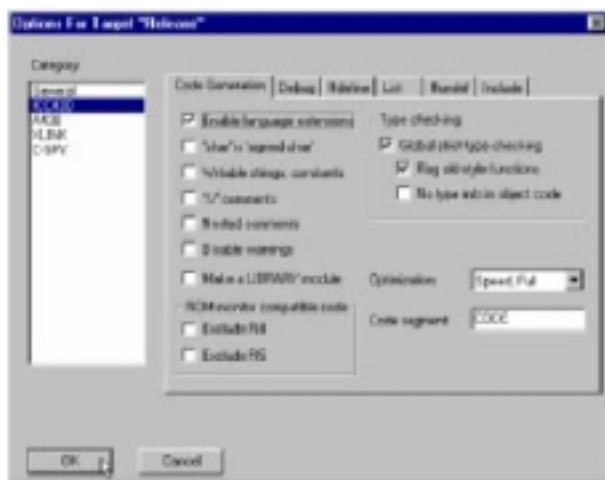 Options For Target "Release"
Category:
General
ICC430
A430
XLINK
C-SPY
Code Generation
Debug
#define
List
#undef
Include
Enable language extensions
'char' is 'signed char'
Writable strings, constants
'//' comments
Nested comments
Disable warnings
Make a LIBRARY module
ROM-monitor compatible code
Exclude R4
Exclude R5
Type checking
Global strict type checking
Flag old-style functions
No type info in object code
Optimization:
Speed, Full
Code segment:
CODE
OK
Cancel